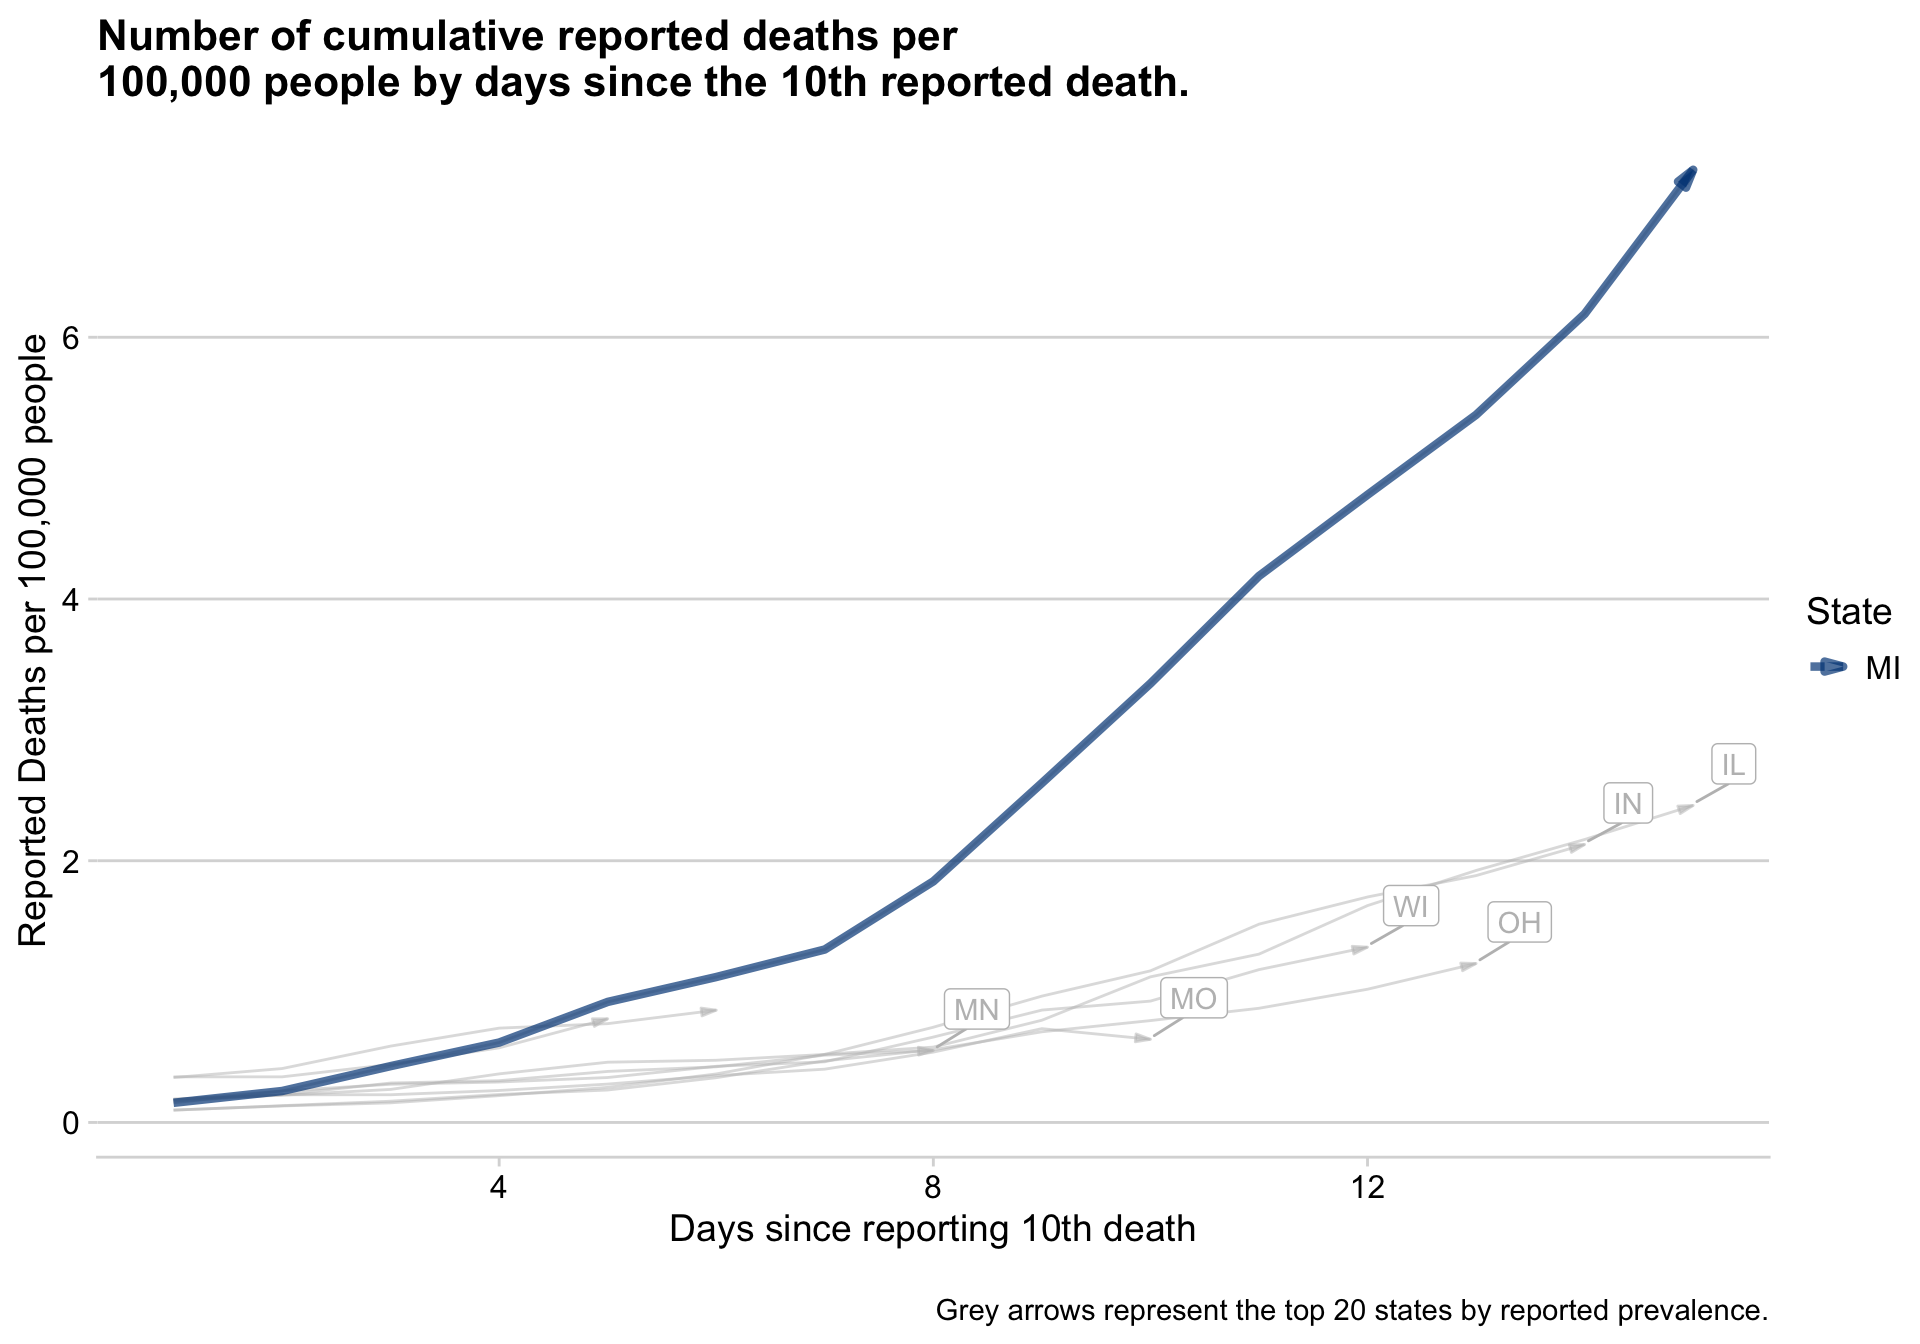 Number of cumulative reported deaths per
100,000 people by days since the 10th reported death.
Reported Deaths per 100,000 people
6
4
2
0
IL
IN
WI
OH
MN
MO
State
MI
4
8
12
Days since reporting 10th death
Grey arrows represent the top 20 states by reported prevalence.